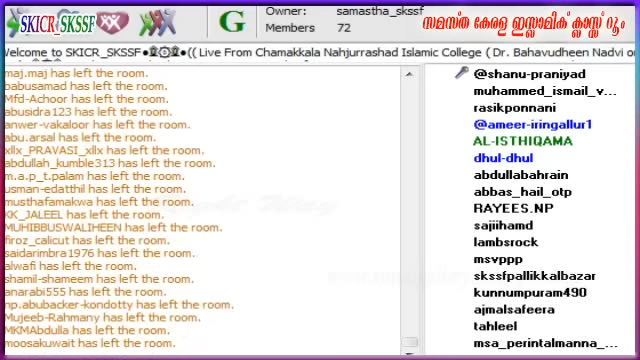 SKICR_SKSSF
G
Owner: samastha_skssf
Members 72
സമസ്ത കേരള ഇസ്ലാമിക് ക്ലാസ്സ് റൂം
Welcome to SKICR_SKSSF●۩۞۩●(( Live From Chamakkala Nahjurrashad Islamic College ( Dr. Bahavudheen Nadvi or
maj.maj has left the room.
babusamad has left the room.
Mfd-Achoor has left the room.
abusidra123 has left the room.
anwer-vakaloor has left the room.
abu.arsal has left the room.
xllx_PRAVASI_xllx has left the room.
abdullah_kumble313 has left the room.
m.a.p_t.palam has left the room.
usman-edatthil has left the room.
musthafamakwa has left the room.
KK_JALEEL has left the room.
MUHIBBUSWALIHEEN has left the room.
firoz_calicut has left the room.
saidarimbra1976 has left the room.
alwafi has left the room.
shamil-shameem has left the room.
anarabi555 has left the room.
np.abubacker-kondotty has left the room.
Mujeeb-Rahmany has left the room.
MKMAbdulla has left the room.
moosakuwait has left the room.
@shanu-praniyad
muhammed_ismail_v...
rasikponnani
@ameer-iringallur1
AL-ISTHIQAMA
dhul-dhul
abdullabahrain
abbas_hail_otp
RAYEES.NP
sajiihamd
lambsrock
msvppp
skssfpallikkalbazar
kunnumpuram490
ajmalsafeera
tahleel
msa_perintalmanna_...